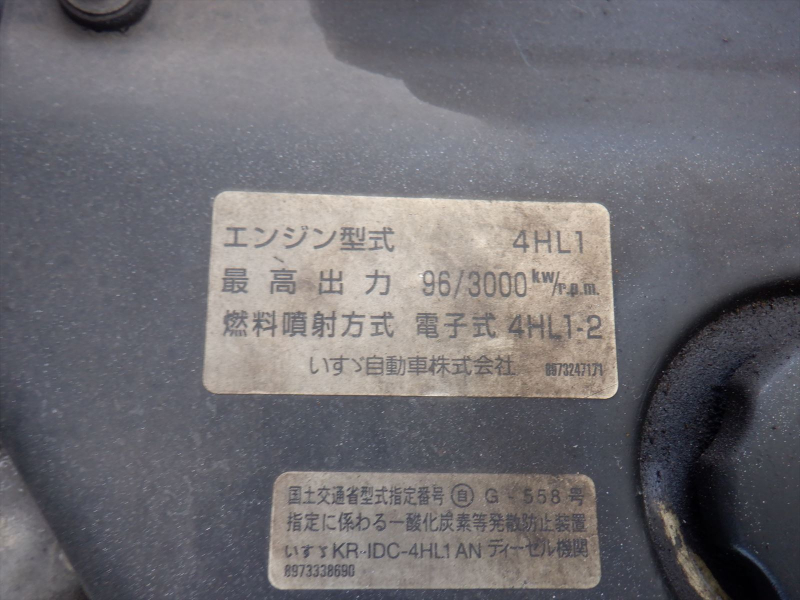 エンジン型式 4HL1
最高出力 96/3000 kw/r.p.m.
燃料噴射方式 電子式 4HL1-2
いすゞ自動車株式会社 8973247171
国土交通省型式指定番号 ㊂ G-558号
指定に係わる一酸化炭素等発散防止装置
いすゞ KR-IDC-4HL1AN ディーゼル機関
8973338690